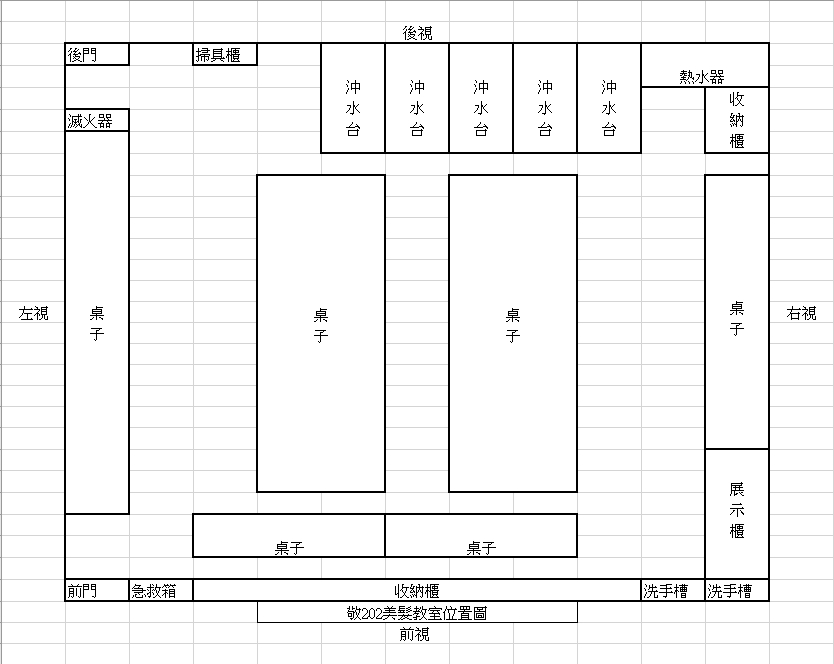 後視
後門
掃具櫃
沖水台
沖水台
沖水台
沖水台
沖水台
熱水器
收納櫃
滅火器
左視
桌子
桌子
桌子
桌子
右視
展示櫃
桌子
桌子
前門
急救箱
收納櫃
洗手槽
洗手槽
敬202美髮教室位置圖
前視